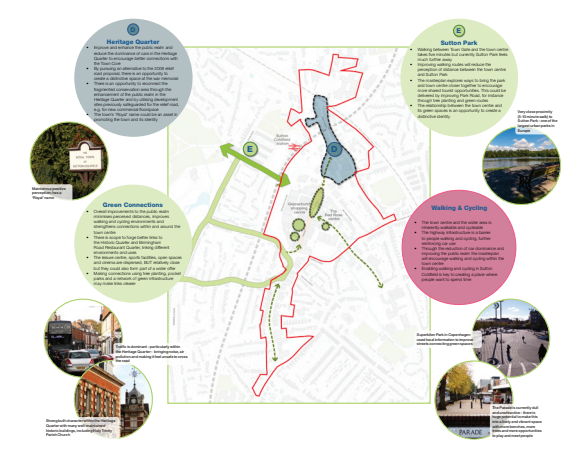 D
Heritage Quarter
Improve and enhance the public realm and
reduce the dominance of cars in the Heritage
Quarter to encourage better connections with
the Town Core
By pursuing an alternative to the 2009 relief
road proposal, there is an opportunity to
create a distinctive space at the war memorial
There is an opportunity to reconnect the
fragmented conservation area through the
enhancement of the public realm in the
Heritage Quarter and by utilising development
sites previously safeguarded for the relief road,
e.g. for new commercial floorspace
The town's "Royal" name could be an asset in
promoting the town and its identity
E
Sutton Park
Walking between Town Gate and the town centre
takes five minutes but currently Sutton Park feels
much further away
Improving walking routes will reduce the
perception of distance between the town centre
and Sutton Park
The masterplan explores ways to bring the park
and town centre closer together to encourage
more shared tourist opportunities. This could be
delivered by improving Park Road, for instance
through tree planting and green routes
The relationship between the town centre and
its green spaces is an opportunity to create a
distinctive identity
Very close proximity
(5-10 minute walk) to
Sutton Park - one of the
largest urban parks in
Europe
Maintained positive
perception, has a
'Royal' name
Sutton
Coldfield
station
E
D
Gracechurch
shopping
centre
The
Red Rose
centre
Green Connections
Overall improvements to the public realm
minimises perceived distances, improves
walking and cycling environments and
strengthens connections within and around the
town centre
There is scope to forge better links to
the Historic Quarter and Birmingham
Road Restaurant Quarter, linking different
environments and uses
The leisure centre, sports facilities, open spaces
and cinema are dispersed, BUT relatively close
but they could also form part of a wider offer
Making connections using tree planting, pocket
parks and a network of green infrastructure
may make links clearer
Walking & Cycling
The town centre and the wider area is
inherently walkable and cycleable
The highway infrastructure is a barrier
to people walking and cycling, further
reinforcing car use
Through the reduction of car dominance and
improving the public realm the masterplan
will encourage walking and cycling within the
town centre
Enabling walking and cycling in Sutton
Coldfield is key to creating a place where
people want to spend time
Traffic is dominant - particularly within
the Heritage Quarter - bringing noise, air
pollution and making it feel unsafe to cross
the road
Strong built character within the Heritage
Quarter with many well maintained
historic buildings, including Holy Trinity
Parish Church
Superkilen Park in Copenhagen
used local information to improve
streets connecting green spaces
The Parade is currently dull
and unattractive - there is
huge potential to make this
into a lively and vibrant space
with more benches, more
trees and more opportunities
to play and meet people
PARADE